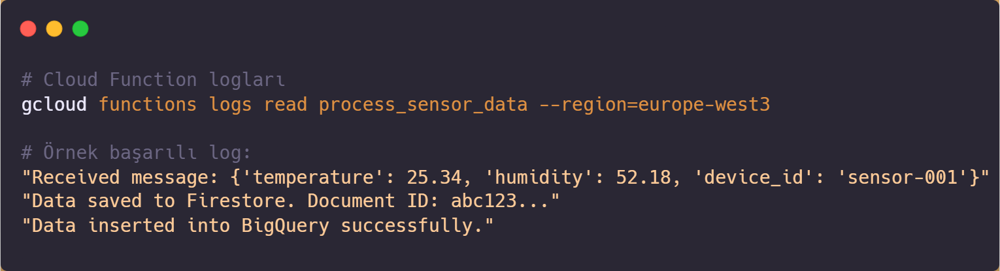 # Cloud Function logları
gcloud functions logs read process_sensor_data --region=europe-west3
# Örnek başarılı log:
"Received message: {'temperature': 25.34, 'humidity': 52.18, 'device_id': 'sensor-001'}"
"Data saved to Firestore. Document ID: abc123..."
"Data inserted into BigQuery successfully."